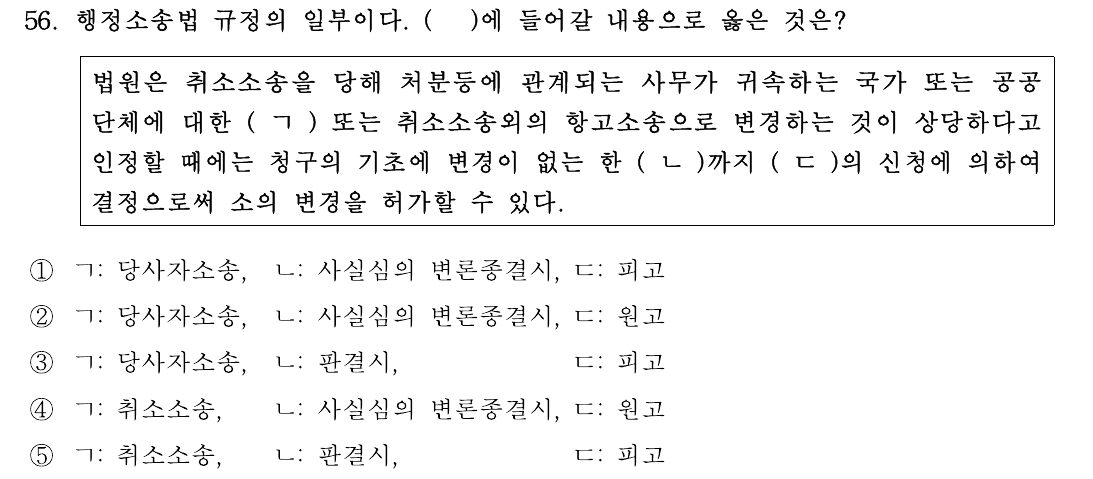 56. 행정소송법 규정의 일부이다. (   )에 들어갈 내용으로 옳은 것은?
법원은 취소소송을 당해 처분등에 관계되는 사무가 귀속하는 국가 또는 공공
단체에 대한 ( ㄱ ) 또는 취소소송외의 항고소송으로 변경하는 것이 상당하다고
인정할 때에는 청구의 기초에 변경이 없는 한 ( ㄴ )까지 ( ㄷ )의 신청에 의하여
결정으로써 소의 변경을 허가할 수 있다.
① ㄱ: 당사자소송, ㄴ: 사실심의 변론종결시, ㄷ: 피고
② ㄱ: 당사자소송, ㄴ: 사실심의 변론종결시, ㄷ: 원고
③ ㄱ: 당사자소송, ㄴ: 판결시, ㄷ: 피고
④ ㄱ: 취소소송, ㄴ: 사실심의 변론종결시, ㄷ: 원고
⑤ ㄱ: 취소소송, ㄴ: 판결시, ㄷ: 피고